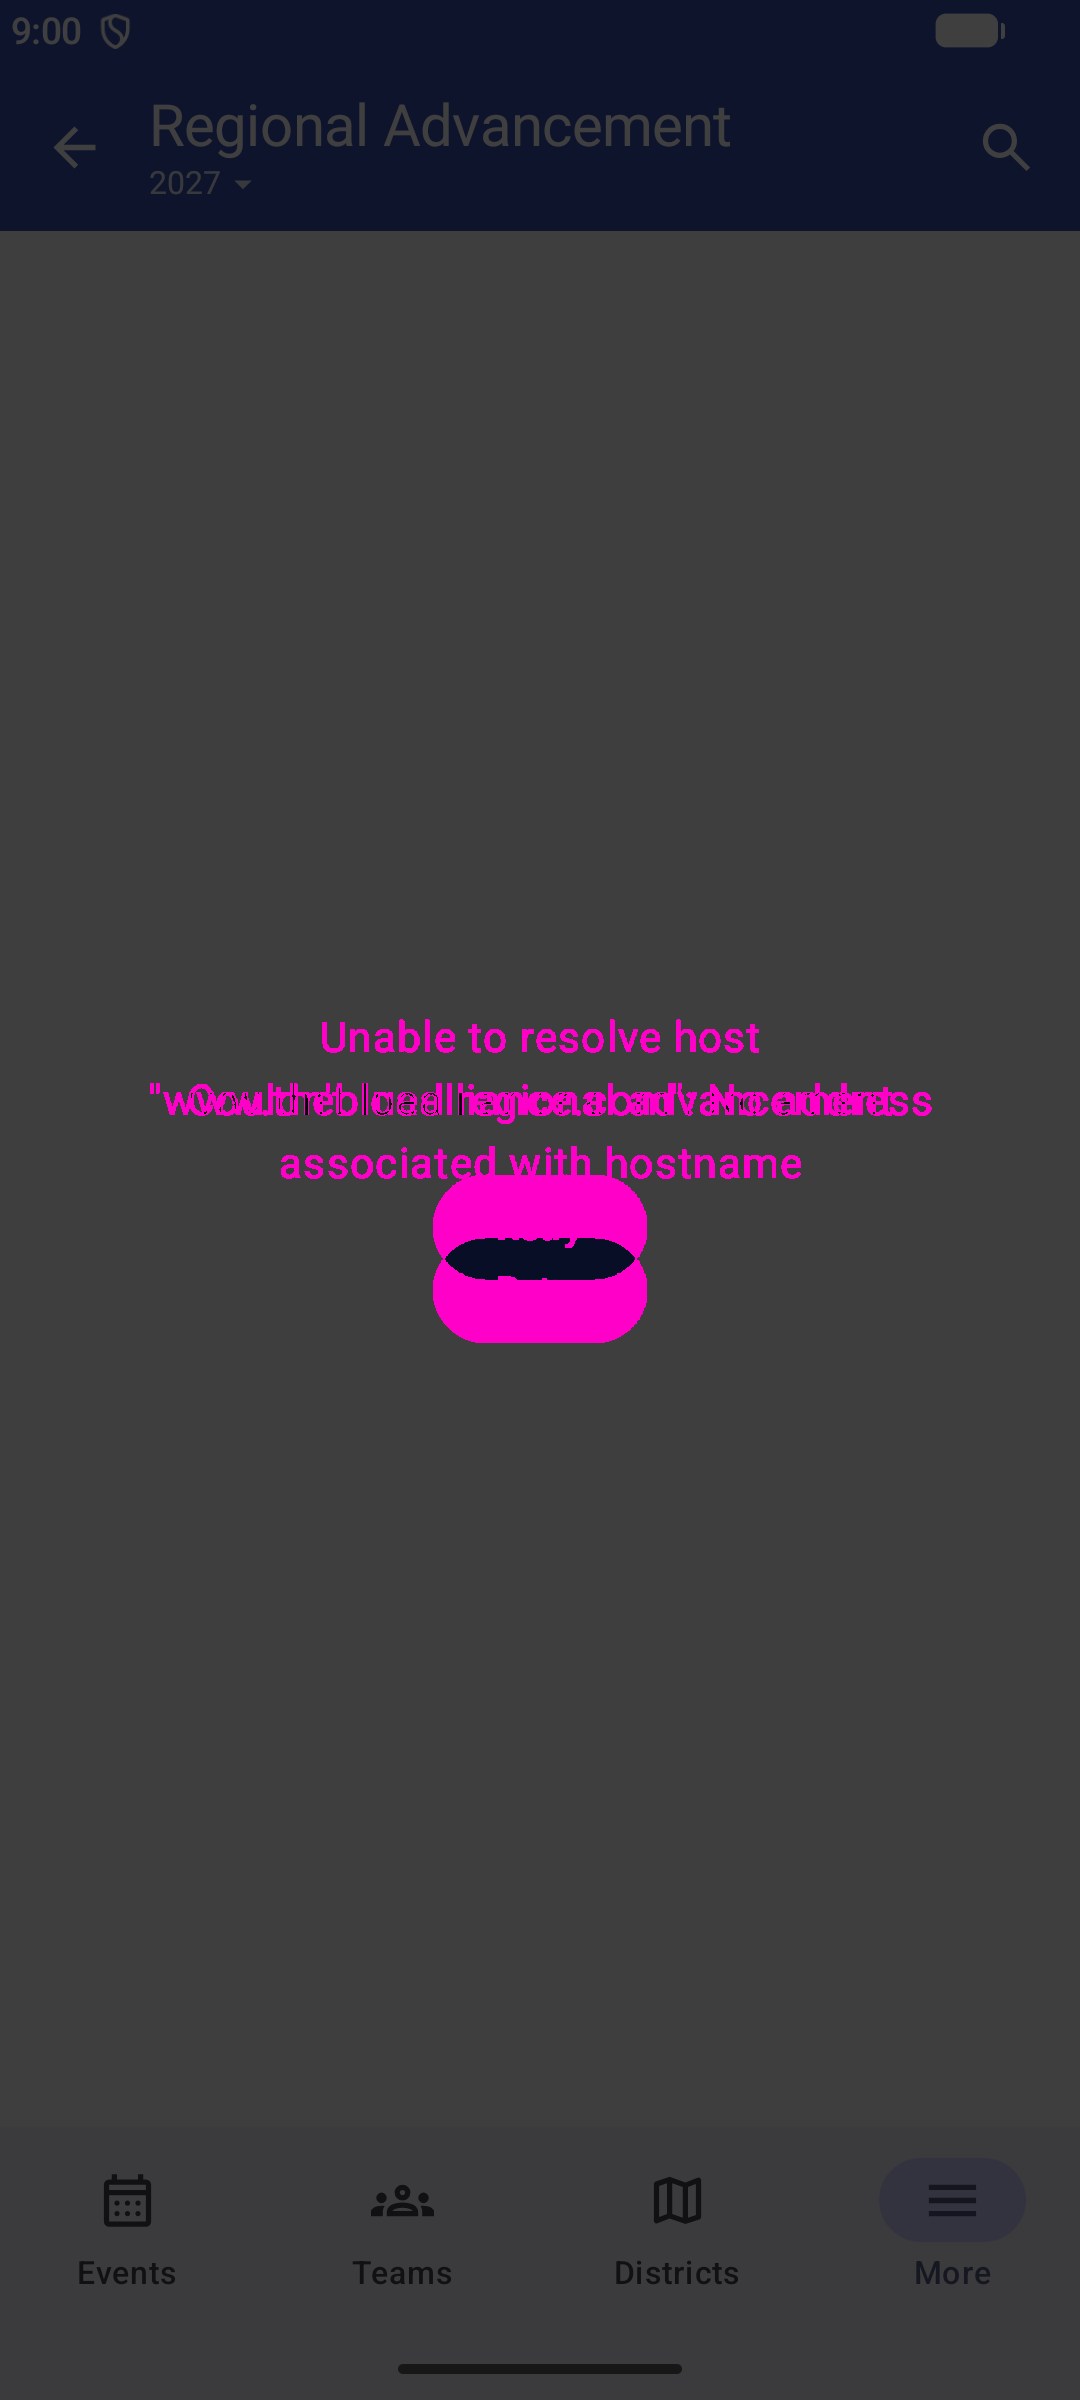 9:00
Regional Advancement
2027
Unable to resolve host
associated with hostname
Events
Teams
Districts
More